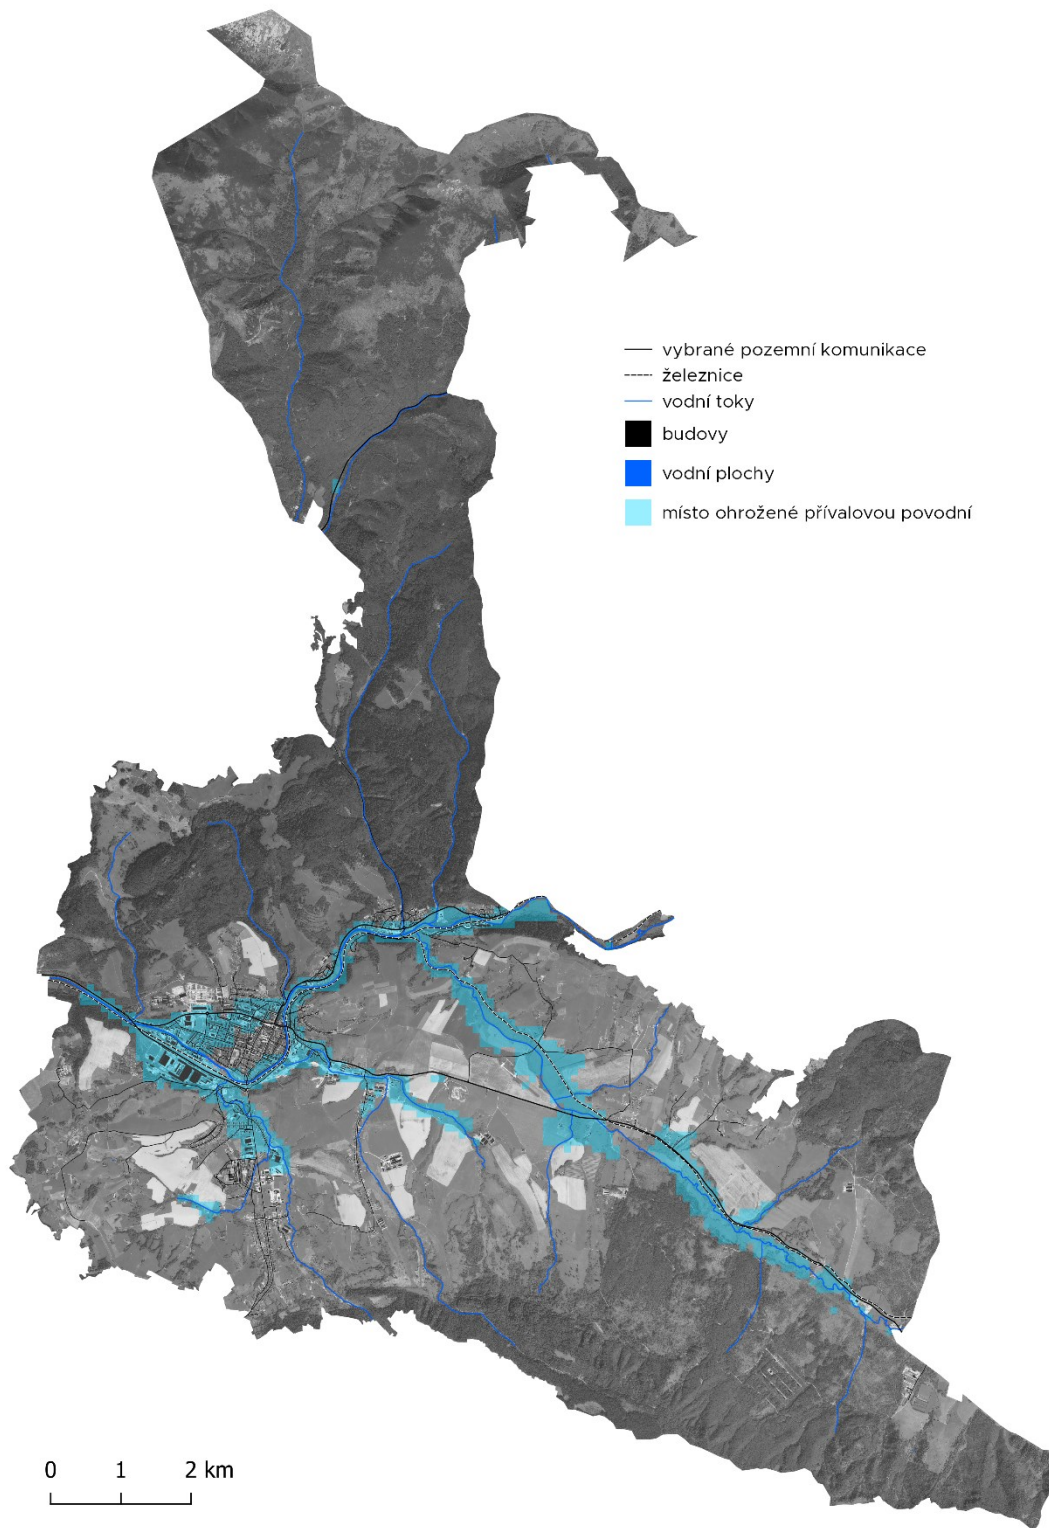 vybrané pozemní komunikace
železnice
vodní toky
budovy
vodní plochy
místo ohrožené přívalovou povodní
0 1 2 km